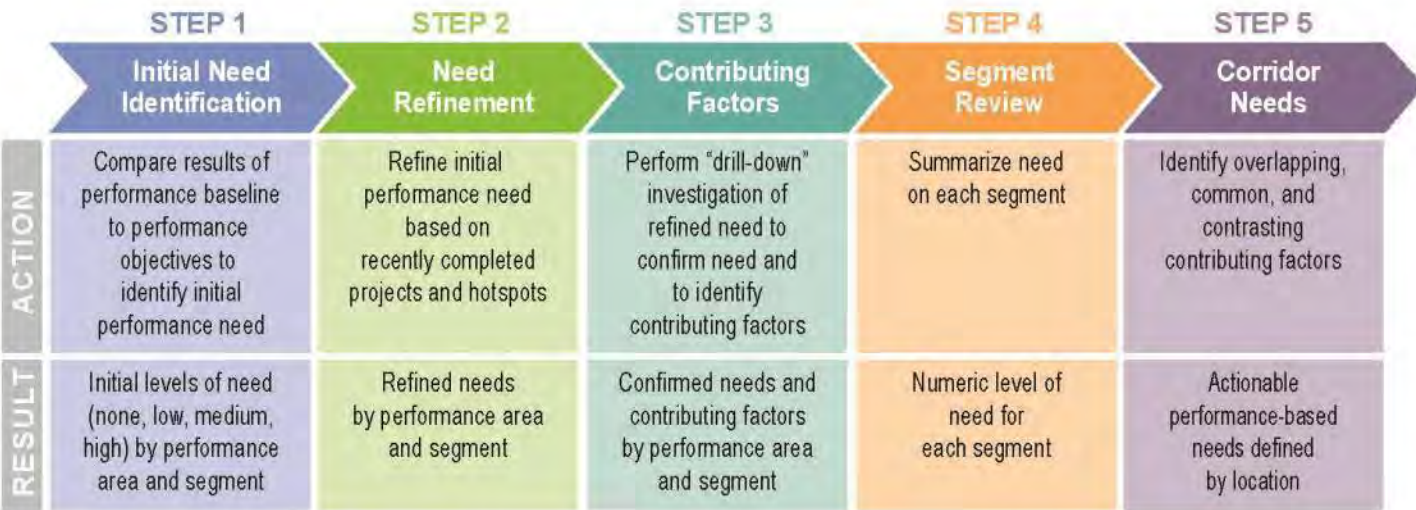 STEP 1
STEP 2
STEP 3
STEP 4
STEP 5
Initial Need
Identification
Need
Refinement
Contributing
Factors
Segment
Review
Corridor
Needs
ACTION
Compare results of
performance baseline
to performance
objectives to
identify initial
performance need
Refine initial
performance need
based on
recently completed
projects and hotspots
Perform “drill-down”
investigation of
refined need to
confirm need and
to identify
contributing factors
Summarize need
on each segment
Identify overlapping,
common, and
contrasting
contributing factors
RESULT
Initial levels of need
(none, low, medium,
high) by performance
area and segment
Refined needs
by performance area
and segment
Confirmed needs and
contributing factors
by performance area
and segment
Numeric level of
need for
each segment
Actionable
performance-based
needs defined
by location